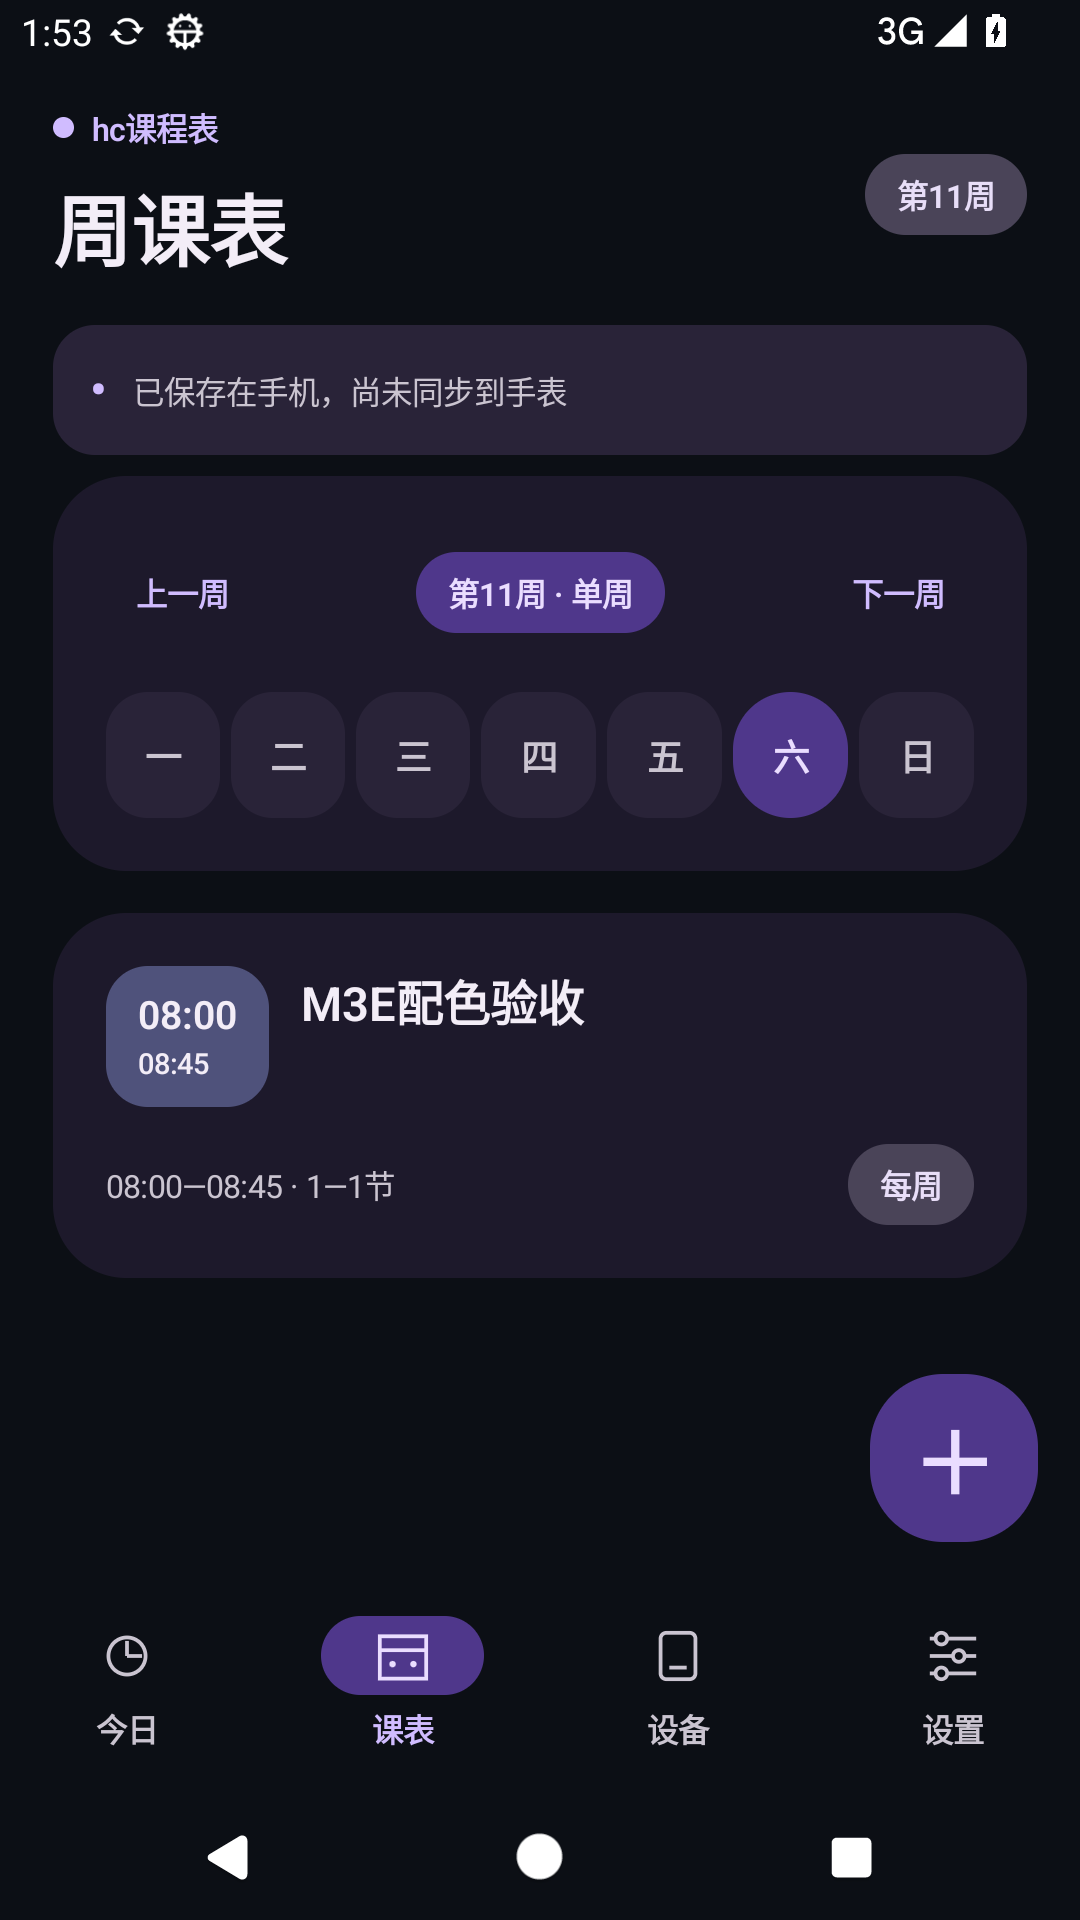 1:53
3G
hc课程表
周课表
第11周
已保存在手机，尚未同步到手表
上一周
第11周 · 单周
下一周
一 二 三 四 五 六 日
08:00
08:45
M3E配色验收
08:00—08:45 · 1—1节
每周
今日
课表
设备
设置